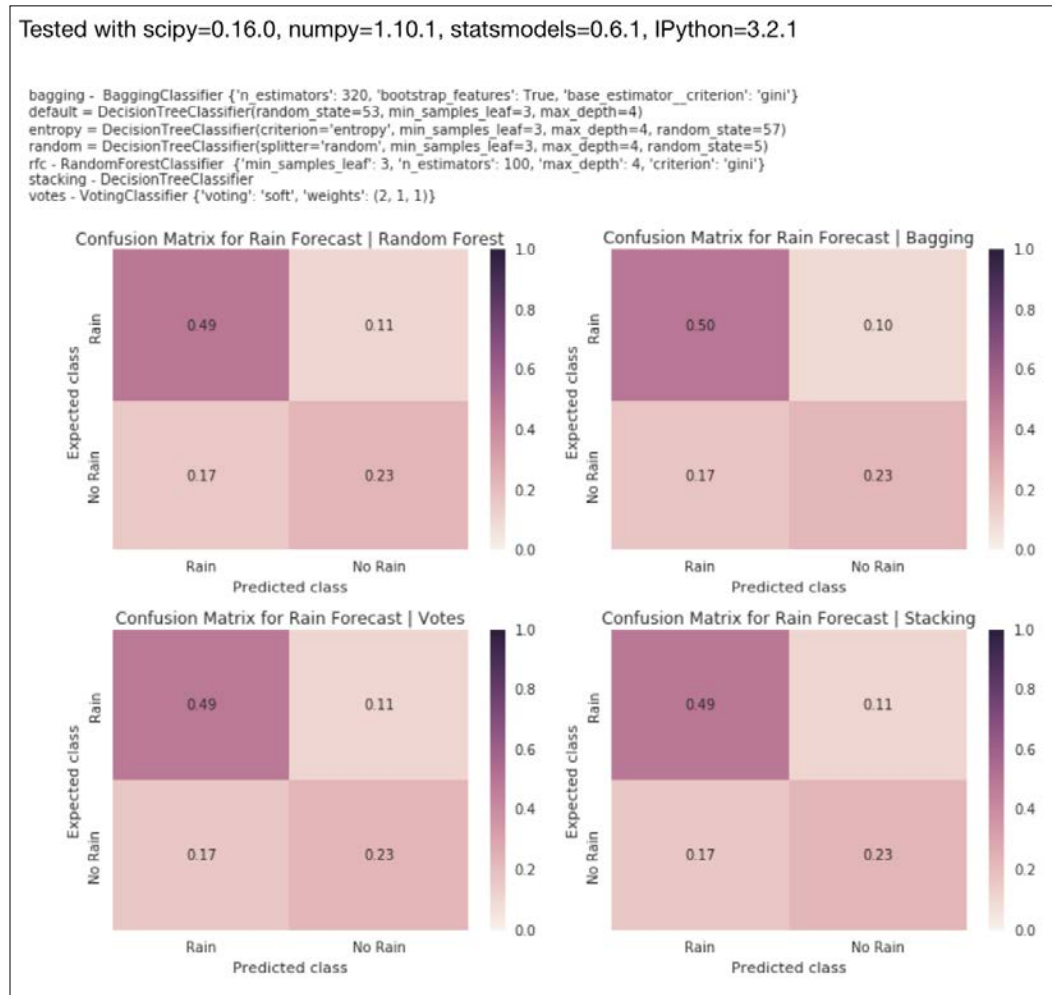 Tested with scipy=0.16.0, numpy=1.10.1, statsmodels=0.6.1, IPython=3.2.1
bagging - BaggingClassifier {'n_estimators': 320, 'bootstrap_features': True, 'base_estimator__criterion': 'gini'}
default = DecisionTreeClassifier(random_state=53, min_samples_leaf=3, max_depth=4)
entropy = DecisionTreeClassifier(criterion='entropy', min_samples_leaf=3, max_depth=4, random_state=57)
random = DecisionTreeClassifier(splitter='random', min_samples_leaf=3, max_depth=4, random_state=5)
rfc - RandomForestClassifier {'min_samples_leaf': 3, 'n_estimators': 100, 'max_depth': 4, 'criterion': 'gini'}
stacking - DecisionTreeClassifier
votes - VotingClassifier {'voting': 'soft', 'weights': (2, 1, 1)}
Confusion Matrix for Rain Forecast | Random Forest
Expected class
Rain
No Rain
0.49
0.11
0.17
0.23
Rain
No Rain
Predicted class
1.0
0.8
0.6
0.4
0.2
0.0
Confusion Matrix for Rain Forecast | Bagging
Expected class
Rain
No Rain
0.50
0.10
0.17
0.23
Rain
No Rain
Predicted class
1.0
0.8
0.6
0.4
0.2
0.0
Confusion Matrix for Rain Forecast | Votes
Expected class
Rain
No Rain
0.49
0.11
0.17
0.23
Rain
No Rain
Predicted class
1.0
0.8
0.6
0.4
0.2
0.0
Confusion Matrix for Rain Forecast | Stacking
Expected class
Rain
No Rain
0.49
0.11
0.17
0.23
Rain
No Rain
Predicted class
1.0
0.8
0.6
0.4
0.2
0.0